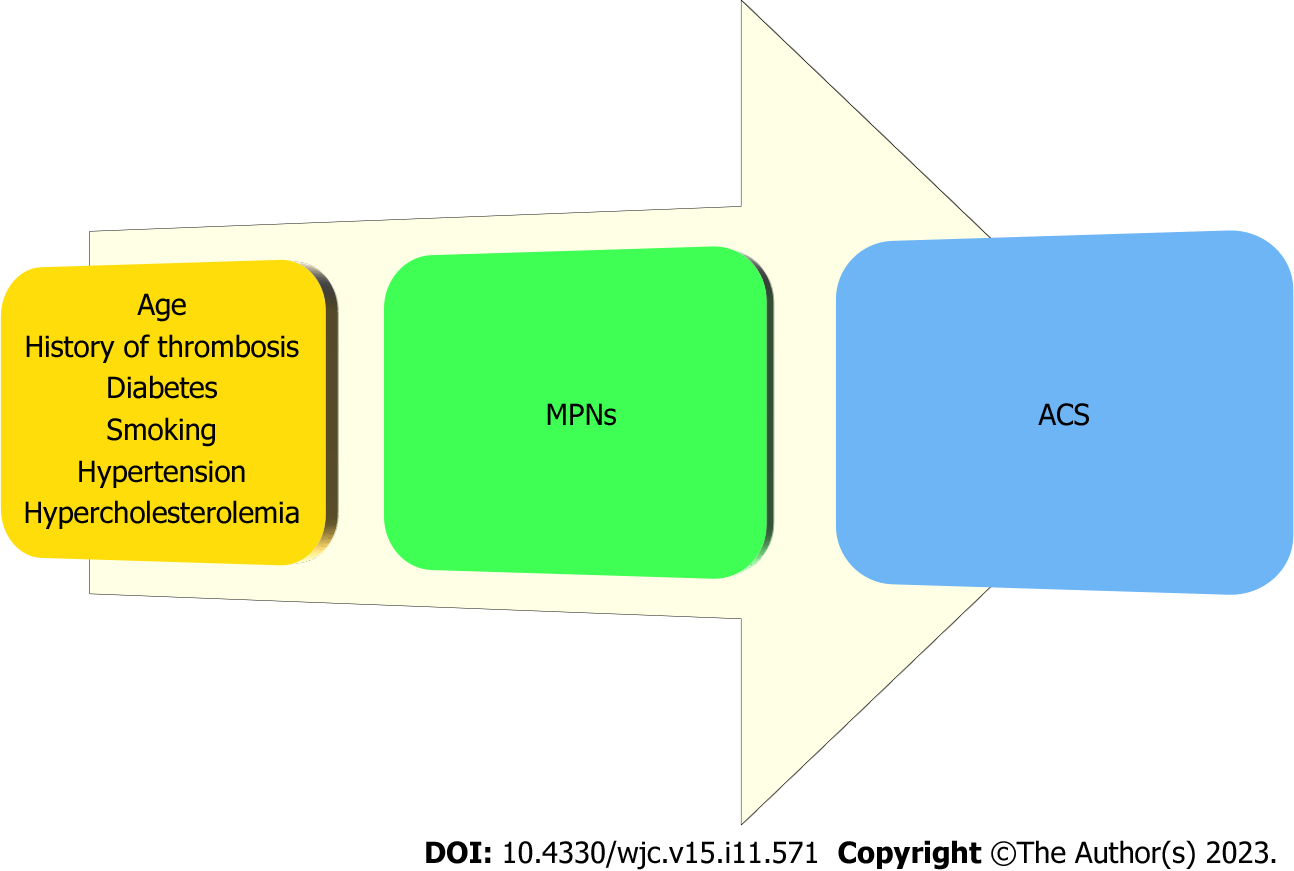 Age
History of thrombosis
Diabetes
Smoking
Hypertension
Hypercholesterolemia
MPNs
ACS
DOI: 10.4330/wjc.v15.i11.571 Copyright ©The Author(s) 2023.